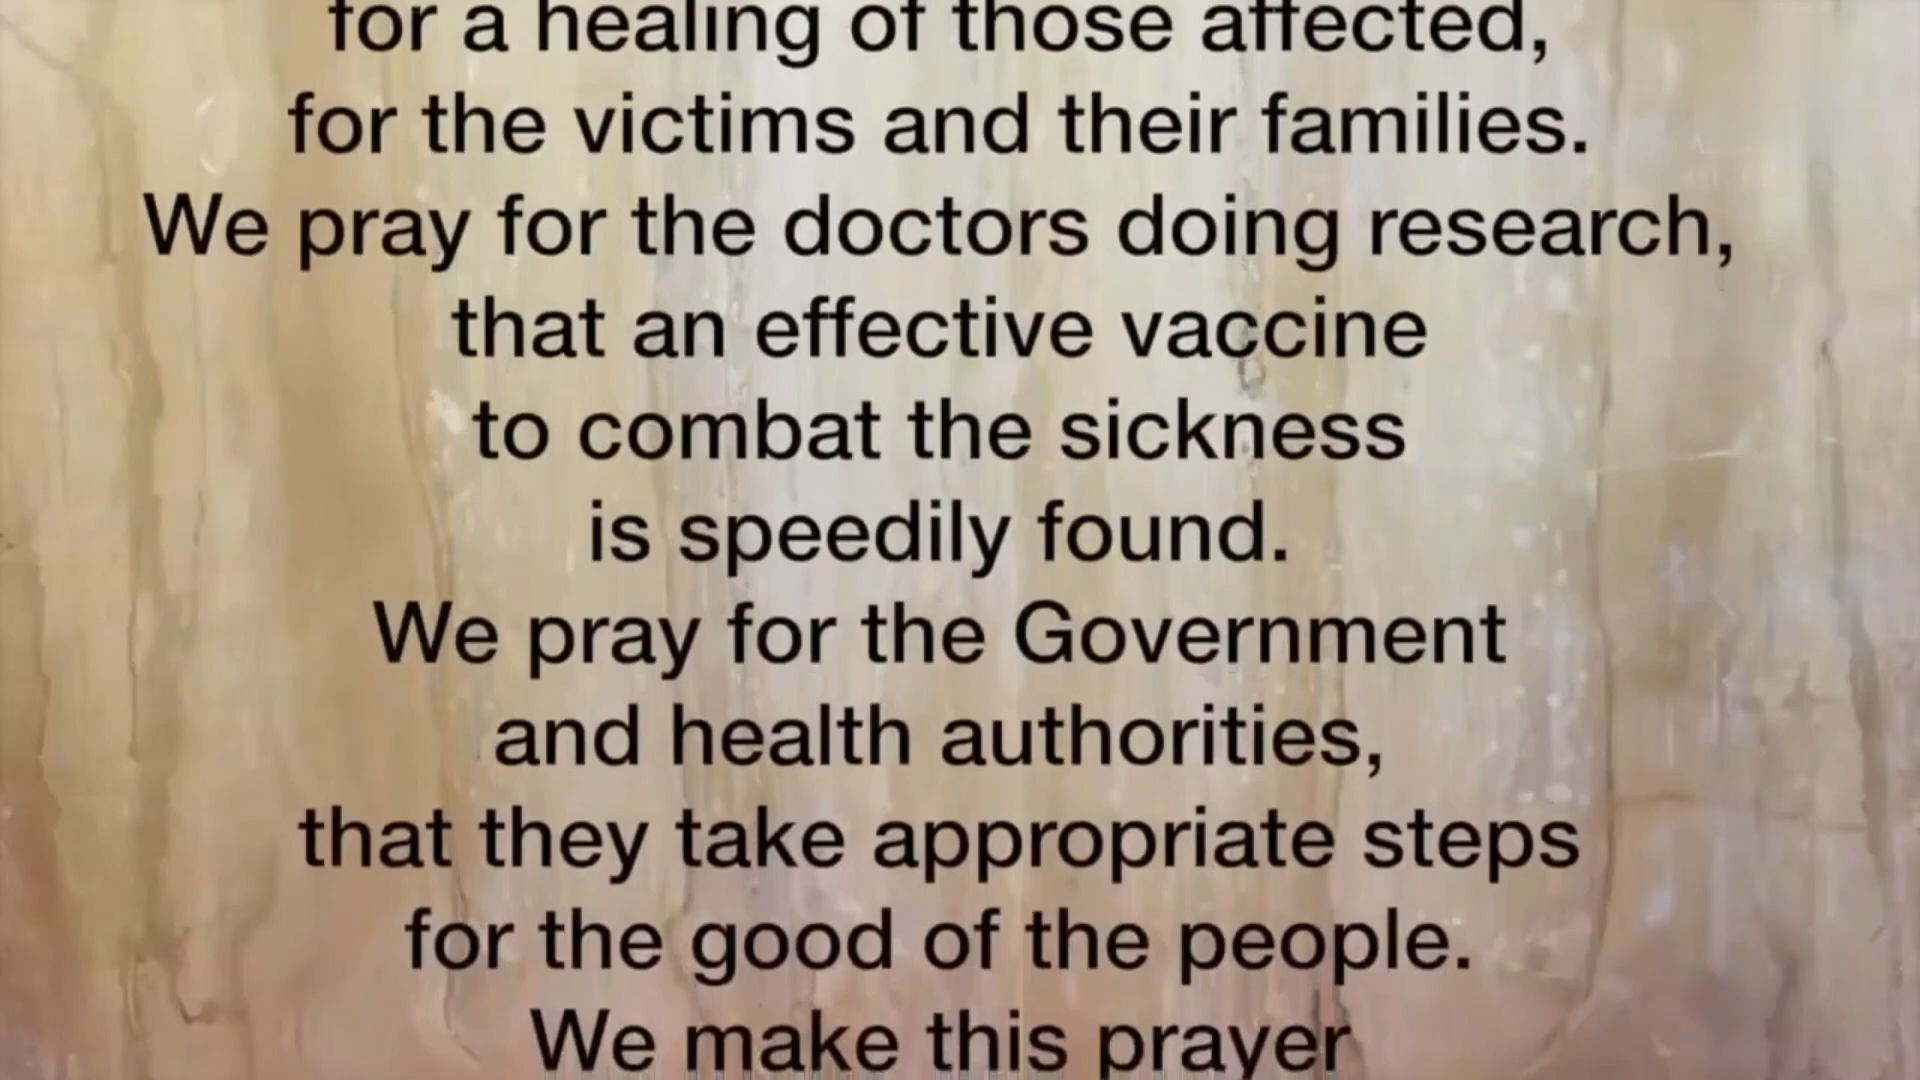 for a healing of those affected,
for the victims and their families.
We pray for the doctors doing research,
that an effective vaccine
to combat the sickness
is speedily found.
We pray for the Government
and health authorities,
that they take appropriate steps
for the good of the people.
We make this prayer